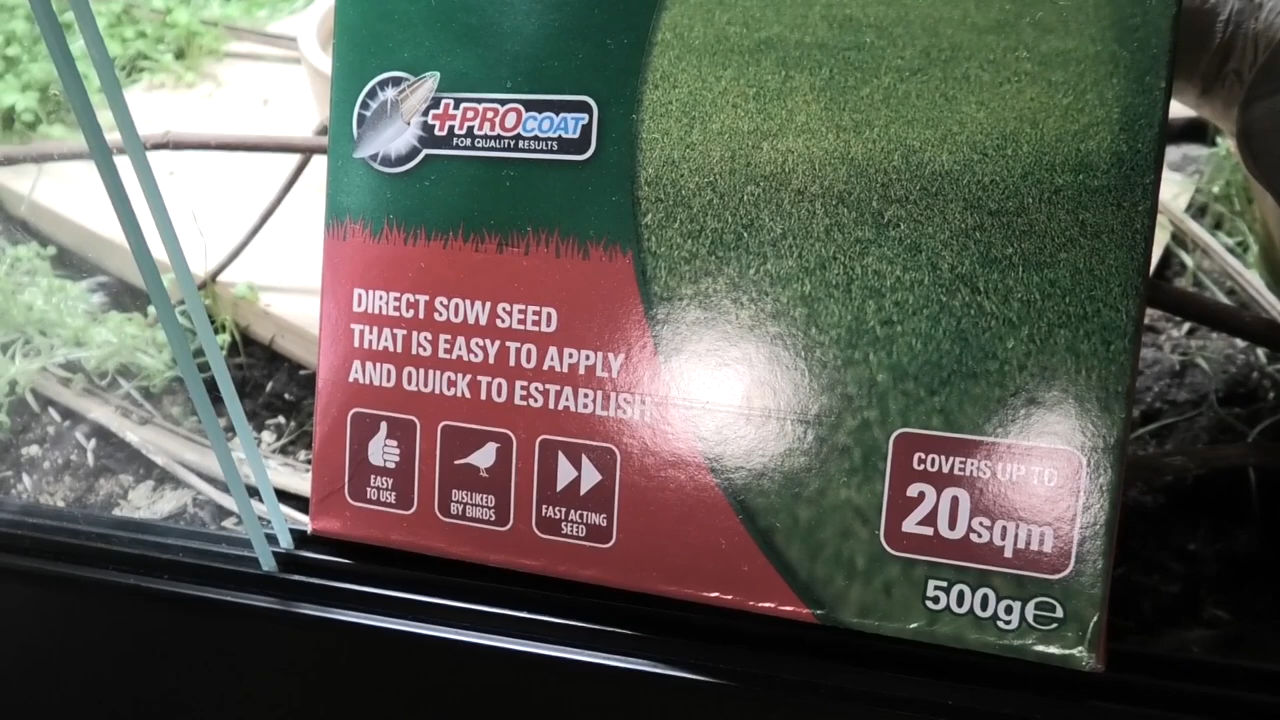 +PROCOAT
FOR QUALITY RESULTS
DIRECT SOW SEED
THAT IS EASY TO APPLY
AND QUICK TO ESTABLISH
EASY
TO USE
DISLIKED
BY BIRDS
FAST ACTING
SEED
COVERS UP TO
20sqm
500g℮